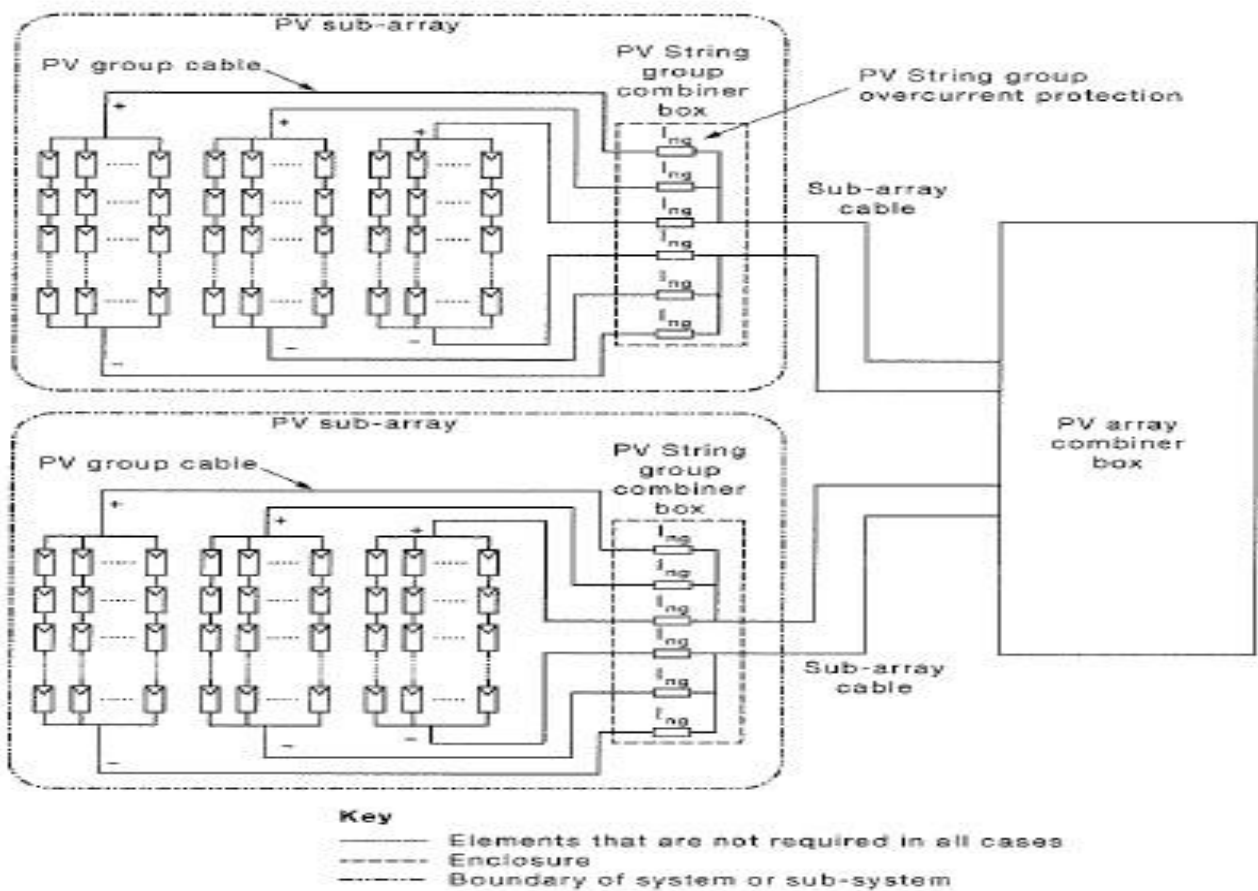 PV sub-array
PV group cable
PV String
group
combiner
box
PV String group
overcurrent protection
+
+
+
Ing
Ing
Ing
Ing
Ing
Ing
Sub-array
cable
–
–
–
PV array
combiner
box
PV sub-array
PV group cable
PV String
group
combiner
box
+
+
+
Ing
Ing
Ing
Ing
Ing
Ing
Sub-array
cable
–
–
–
Key
Elements that are not required in all cases
Enclosure
Boundary of system or sub-system